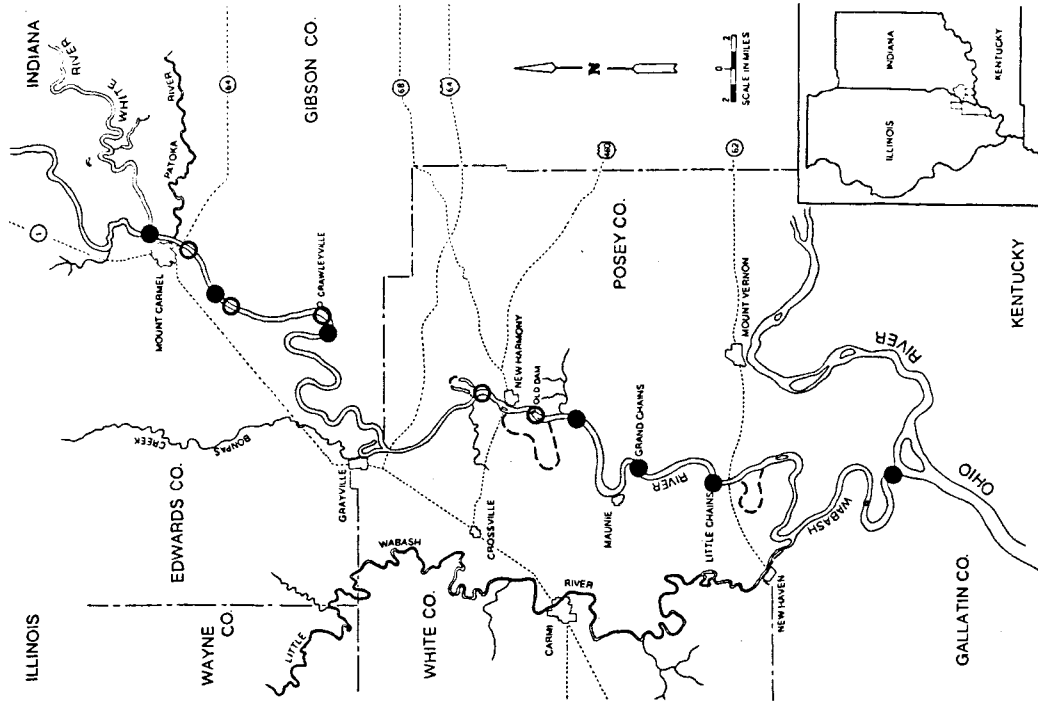 ILLINOIS
INDIANA
WAYNE
CO.
EDWARDS CO.
GIBSON CO.
WHITE CO.
POSEY CO.
GALLATIN CO.
KENTUCKY
WHITE
RIVER
PATOKA
RIVER
1
64
68
64
62
MOUNT CARMEL
CRAWLEYVILLE
BONPAS
CREEK
GRAYVILLE
CROSSVILLE
NEW HARMONY
OLD DAM
LITTLE
WABASH
RIVER
CARMI
MAUNIE
GRAND CHAINS
RIVER
LITTLE CHAINS
WABASH
NEW HAVEN
MOUNT VERNON
OHIO
RIVER
N
2 0 2
SCALE IN MILES
ILLINOIS
INDIANA
KENTUCKY